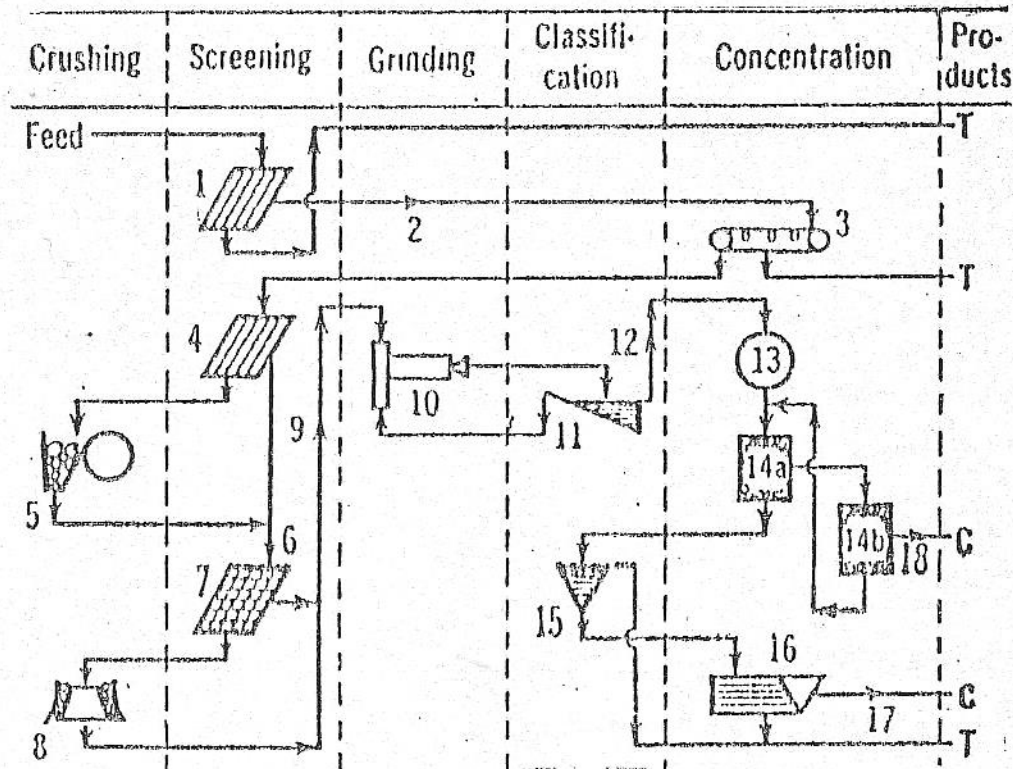 Crushing
Screening
Grinding
Classifi-
cation
Concentration
Pro-
ducts
Feed
T
1
2
3
T
4
12
13
10
9
11
14a
5
6
14b
18
C
7
15
16
17
C
8
T